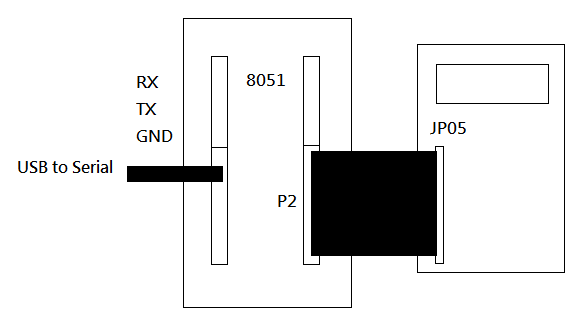 RX
8051
TX
JP05
GND
USB to Serial
P2